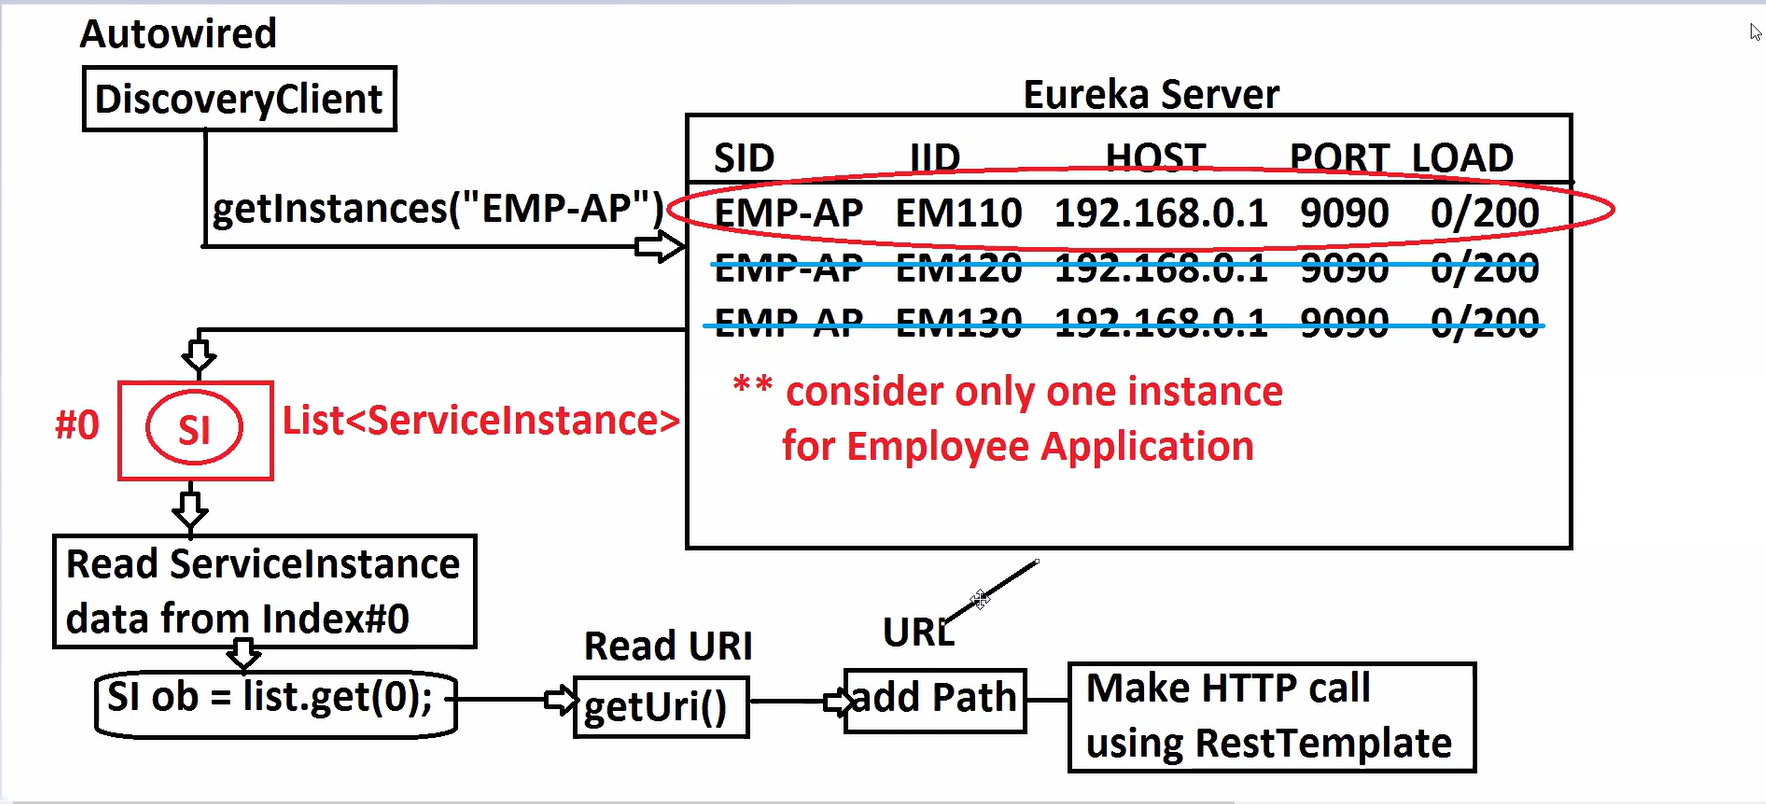 Autowired
DiscoveryClient
getInstances("EMP-AP")
Eureka Server
SID IID HOST PORT LOAD
EMP-AP EM110 192.168.0.1 9090 0/200
EMP-AP EM120 192.168.0.1 9090 0/200
EMP-AP EM130 192.168.0.1 9090 0/200
** consider only one instance
for Employee Application
#0 SI List<ServiceInstance>
Read ServiceInstance
data from Index#0
SI ob = list.get(0);
Read URI
getUri()
URL
add Path
Make HTTP call
using RestTemplate